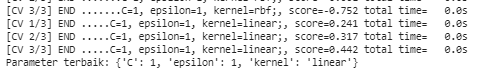 [CV 3/3] END .......C=1, epsilon=1, kernel=rbf;, score=-0.752 total time=   0.0s
[CV 1/3] END .....C=1, epsilon=1, kernel=linear;, score=0.241 total time=   0.0s
[CV 2/3] END .....C=1, epsilon=1, kernel=linear;, score=0.317 total time=   0.0s
[CV 3/3] END .....C=1, epsilon=1, kernel=linear;, score=0.442 total time=   0.0s
Parameter terbaik: {'C': 1, 'epsilon': 1, 'kernel': 'linear'}